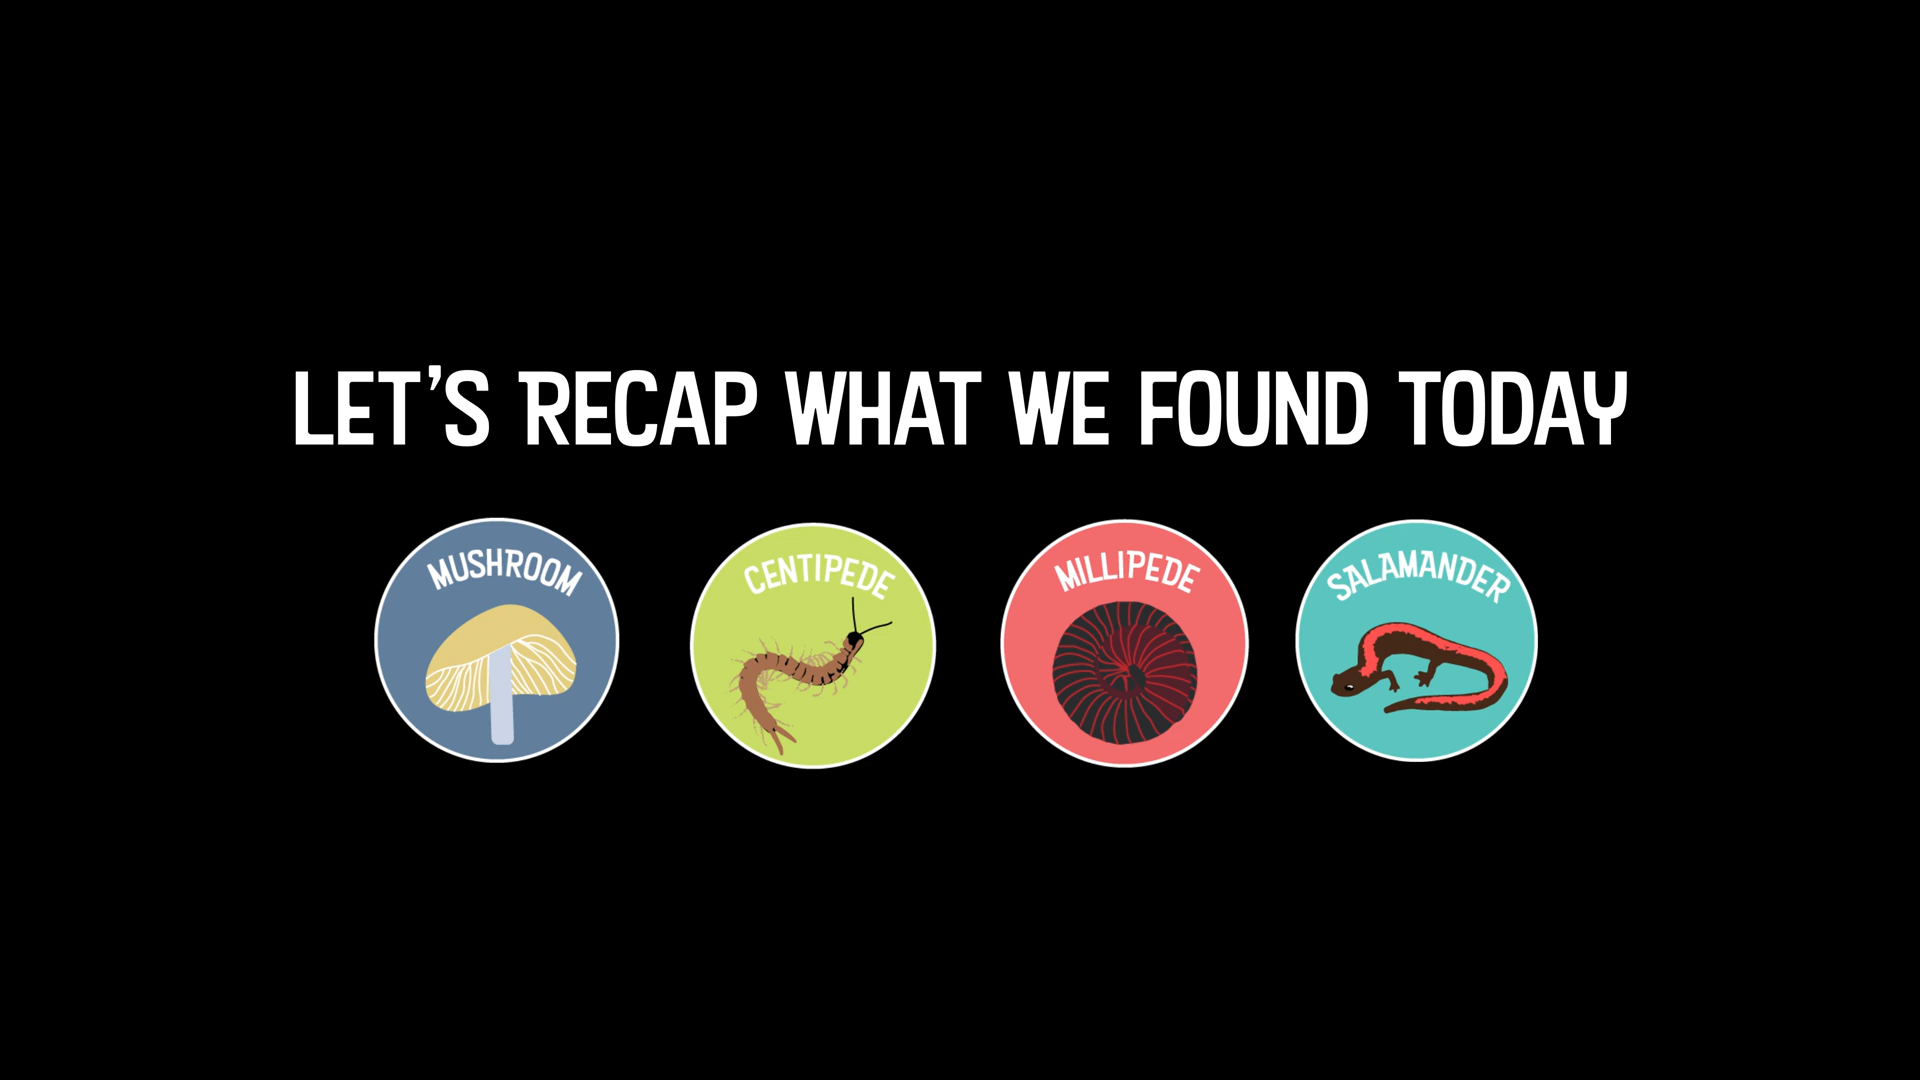 LET'S RECAP WHAT WE FOUND TODAY
MUSHROOM
CENTIPEDE
MILLIPEDE
SALAMANDER